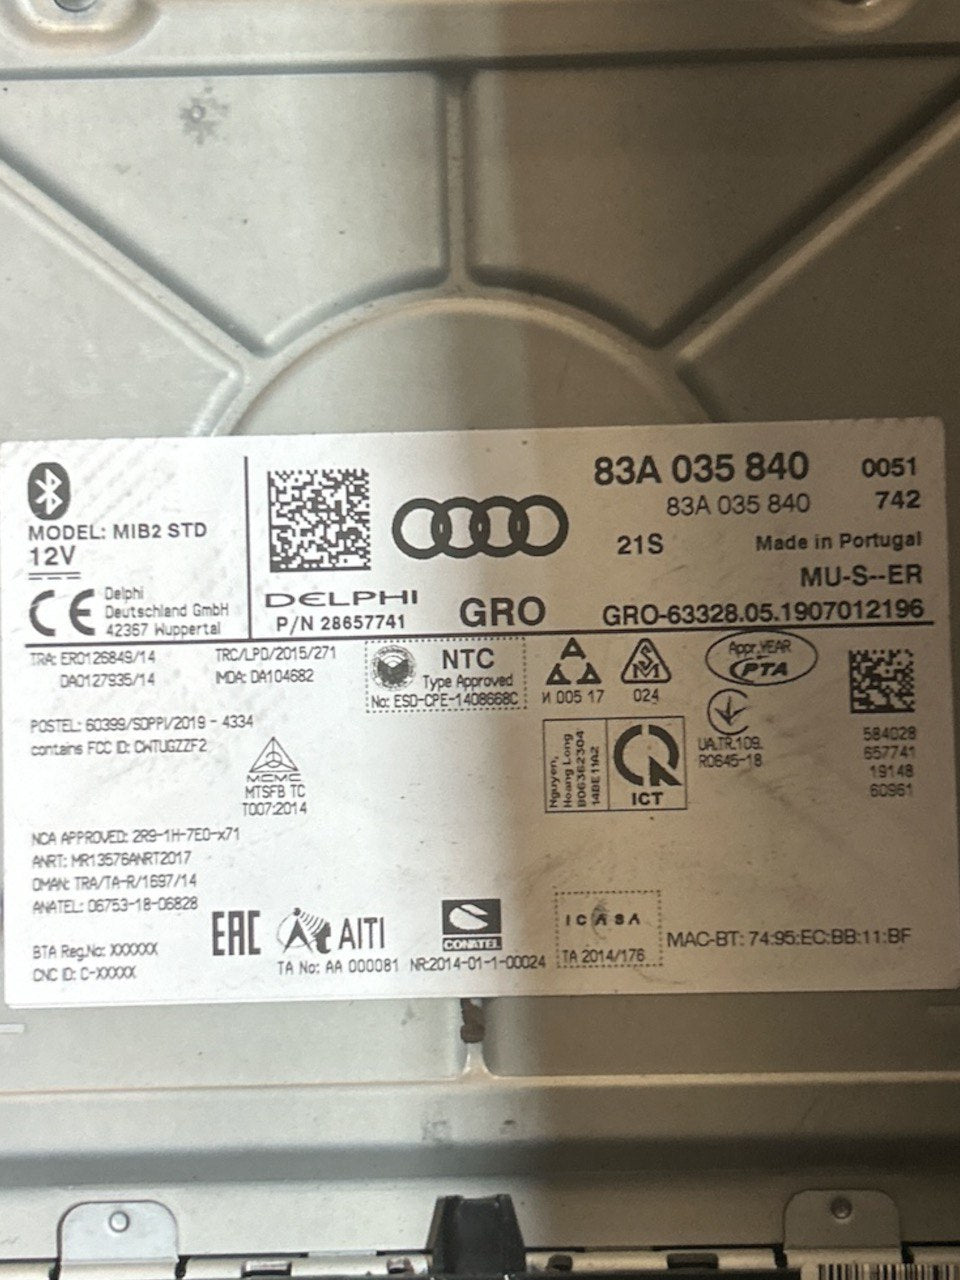 MODEL: MIB2 STD
12V
CE
Delphi
Deutschland GmbH
42367 Wuppertal
DELPHI
P/N 28657741
GRO
83A 035 840 0051
83A 035 840 742
21S Made in Portugal
MU-S--ER
GRO-63328.05.1907012196
TRA: ER0126849/14
DA0127935/14
TRC/LPD/2015/271
MDA: DA104682
NTC
Type Approved
No: ESD-CPE-1408668C
И 005 17
024
Appr.YEAR
PTA
POSTEL: 60399/SDPPI/2019 - 4334
contains FCC ID: CWTUGZZF2
MCMC
MTSFB TC
T007:2014
Nguyen,
Hoang Long
B06362304
14BE11A2
ICT
UA.TR.109.
R0645-18
584028
657741
19148
60961
NCA APPROVED: 2R9-1H-7E0-x71
ANRT: MR13576ANRT2017
OMAN: TRA/TA-R/1697/14
ANATEL: 06753-18-06828
BTA Reg.No: XXXXXX
CNC ID: C-XXXXX
EAC
AITI
TA No: AA 000081
CONATEL
NR:2014-01-1-00024
ICASA
TA 2014/176
MAC-BT: 74:95:EC:BB:11:BF